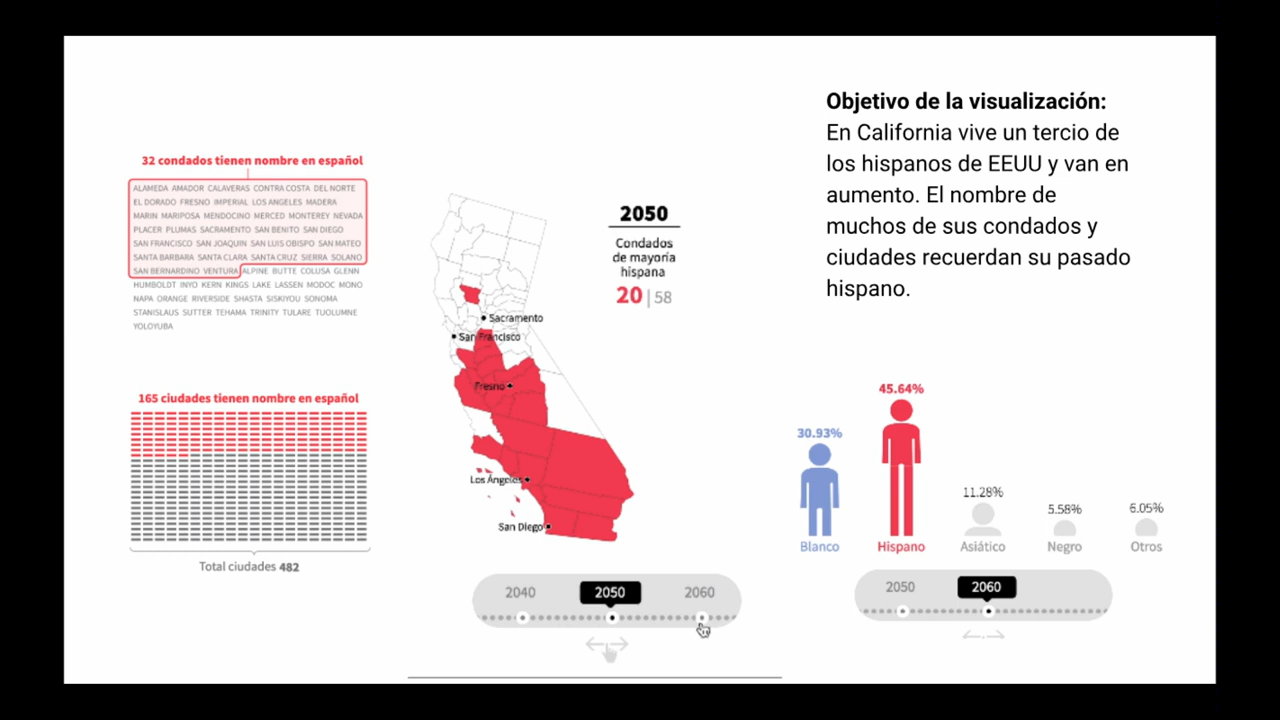 32 condados tienen nombre en español
ALAMEDA AMADOR CALAVERAS CONTRA COSTA DEL NORTE
EL DORADO FRESNO IMPERIAL LOS ANGELES MADERA
MARIN MARIPOSA MENDOCINO MERCED MONTEREY NEVADA
PLACER PLUMAS SACRAMENTO SAN BENITO SAN DIEGO
SAN FRANCISCO SAN JOAQUIN SAN LUIS OBISPO SAN MATEO
SANTA BARBARA SANTA CLARA SANTA CRUZ SIERRA SOLANO
SAN BERNARDINO VENTURA ALPINE BUTTE COLUSA GLENN
HUMBOLDT INYO KERN KINGS LAKE LASSEN MODOC MONO
NAPA ORANGE RIVERSIDE SHASTA SISKIYOU SONOMA
STANISLAUS SUTTER TEHAMA TRINITY TULARE TUOLUMNE
YOLOYUBA
165 ciudades tienen nombre en español
Total ciudades 482
2050
Condados
de mayoría
hispana
20 | 58
Sacramento
San Francisco
Fresno
Los Ángeles
San Diego
2040 2050 2060
Objetivo de la visualización:
En California vive un tercio de
los hispanos de EEUU y van en
aumento. El nombre de
muchos de sus condados y
ciudades recuerdan su pasado
hispano.
45.64%
30.93%
11.28%
5.58%
6.05%
Blanco Hispano Asiático Negro Otros
2050 2060